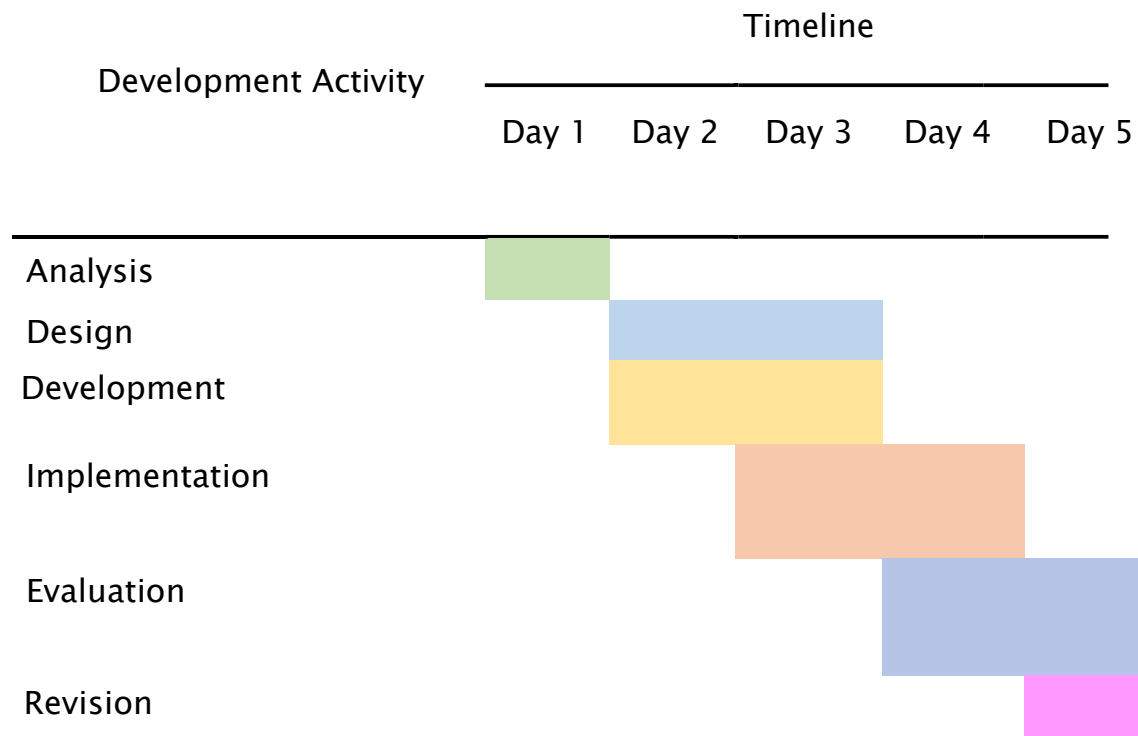 Timeline
Development Activity
Day 1 Day 2 Day 3 Day 4 Day 5
Analysis
Design
Development
Implementation
Evaluation
Revision